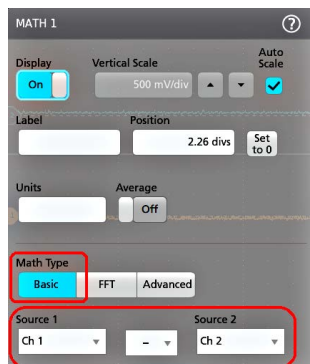 MATH 1 ?
Display Vertical Scale Auto Scale
On 500 mV/div
Label Position
2.26 divs Set to 0
Units Average
Off
Math Type
Basic FFT Advanced
Source 1 Source 2
Ch 1 - Ch 2